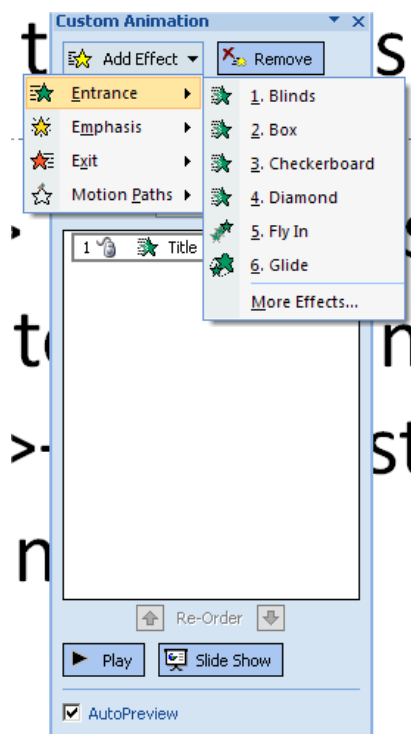 Custom Animation
Add Effect
Remove
Entrance
Emphasis
Exit
Motion Paths
1. Blinds
2. Box
3. Checkerboard
4. Diamond
5. Fly In
6. Glide
More Effects...
1 Title
Re-Order
Play
Slide Show
AutoPreview